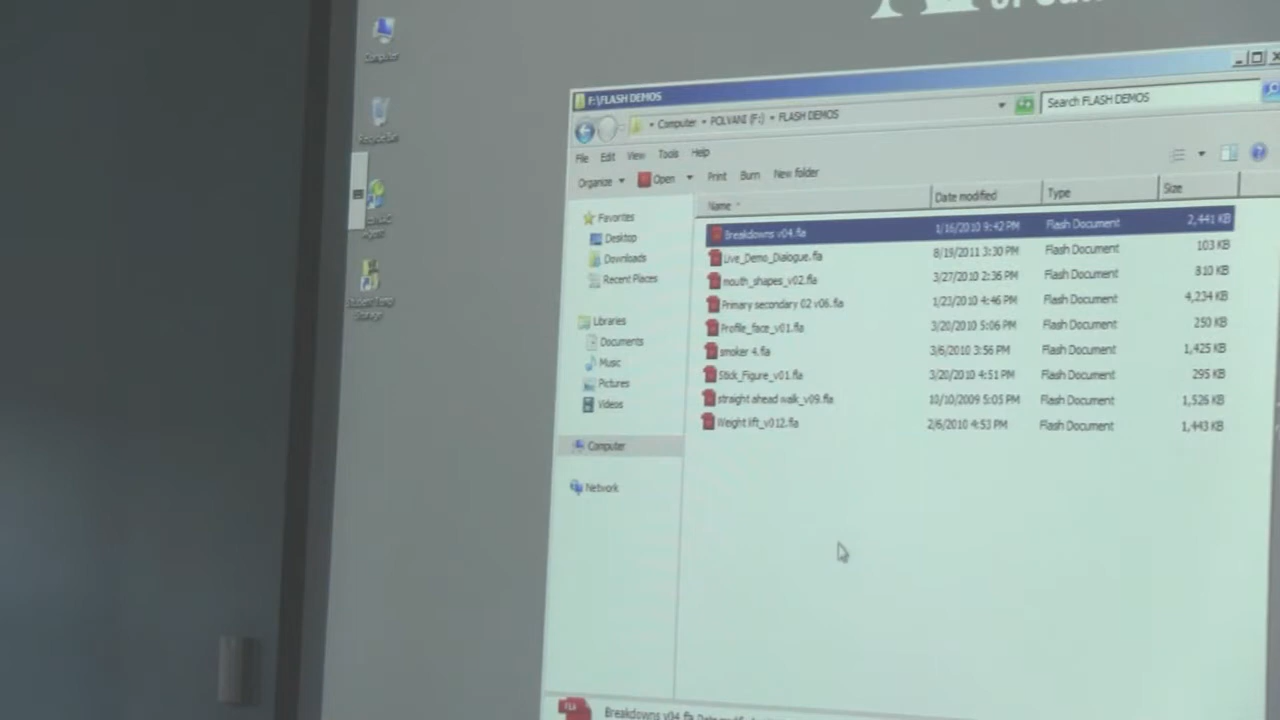 Computer
Recycle Bin
Student Temp
Storage
F:\FLASH DEMOS
Computer POLVANI (F:) FLASH DEMOS
Search FLASH DEMOS
File Edit View Tools Help
Organize Open Print Burn New folder
Favorites
Desktop
Downloads
Recent Places
Libraries
Documents
Music
Pictures
Videos
Computer
Network
Name Date modified Type Size
Breakdowns v04.fla 1/16/2010 9:42 PM Flash Document 2,441 KB
Live_Demo_Dialogue.fla 8/19/2011 3:30 PM Flash Document 103 KB
mouth_shapes_v02.fla 3/27/2010 2:36 PM Flash Document 810 KB
Primary secondary 02 v06.fla 1/23/2010 4:46 PM Flash Document 4,234 KB
Profile_face_v01.fla 3/20/2010 5:06 PM Flash Document 250 KB
smoker 4.fla 3/6/2010 3:56 PM Flash Document 1,425 KB
Stick_Figure_v01.fla 3/20/2010 4:51 PM Flash Document 295 KB
straight ahead walk_v09.fla 10/10/2009 5:05 PM Flash Document 1,526 KB
Weight lift_v012.fla 2/6/2010 4:53 PM Flash Document 1,443 KB
Breakdowns v04.fla